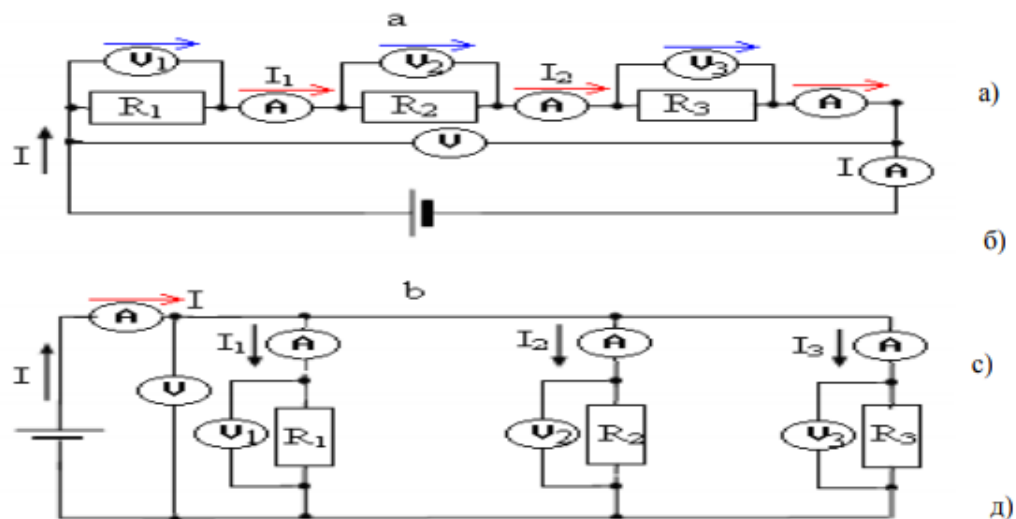 a
V1 V2 V3
I1 I2
R1 A R2 A R3 A
а)
V
I
I A
б)
b
A I
I1 A I2 A I3 A
с)
I
V
V1 R1 V2 R2 V3 R3
д)